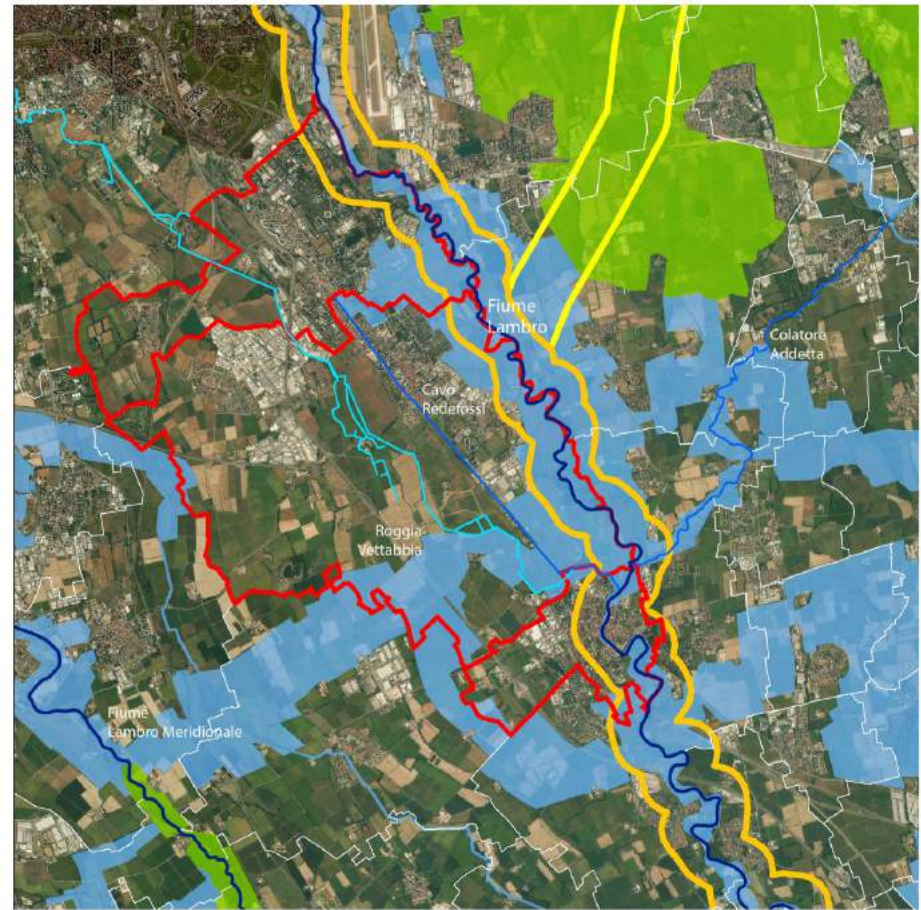 Fiume
Lambro
Colatore
Addetta
Cavo
Redefossi
Roggia
Vettabbia
Fiume
Lambro Meridionale